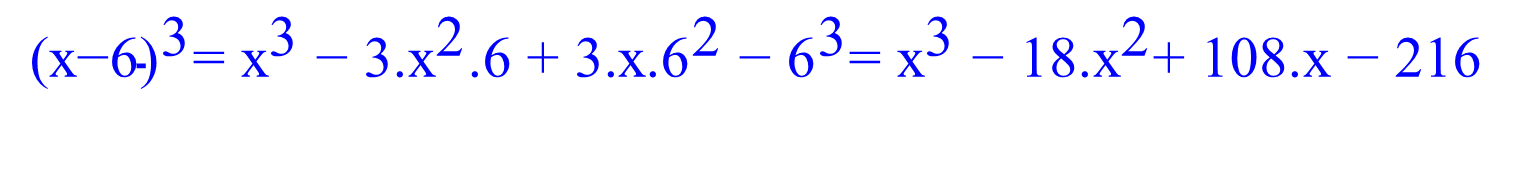 (x−6)³= x³ − 3.x².6 + 3.x.6² − 6³= x³ − 18.x²+ 108.x − 216